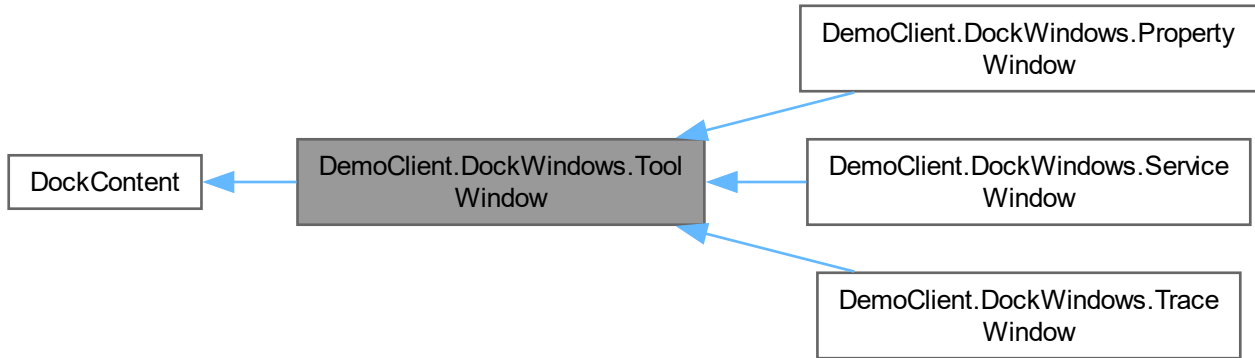 DemoClient.DockWindows.Property
Window
DockContent
DemoClient.DockWindows.Tool
Window
DemoClient.DockWindows.Service
Window
DemoClient.DockWindows.Trace
Window